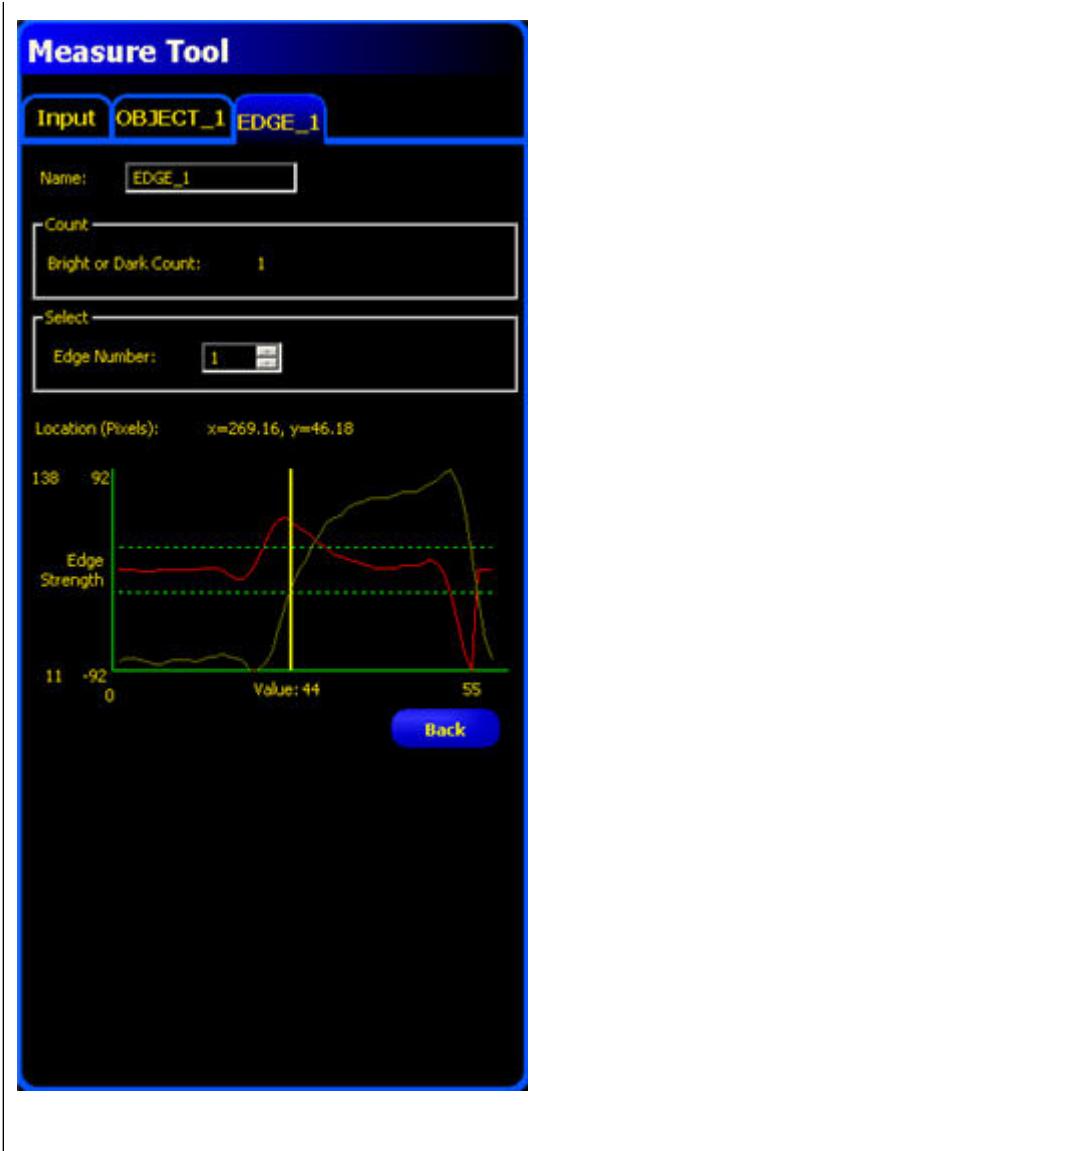 Measure Tool
Input OBJECT_1 EDGE_1
Name: EDGE_1
Count
Bright or Dark Count: 1
Select
Edge Number: 1
Location (Pixels): x=269.16, y=46.18
138 92
Edge
Strength
11 -92
0 Value: 44 55
Back